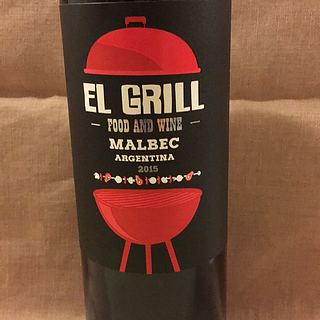 EL GRILL
FOOD AND WINE
MALBEC
ARGENTINA
2015